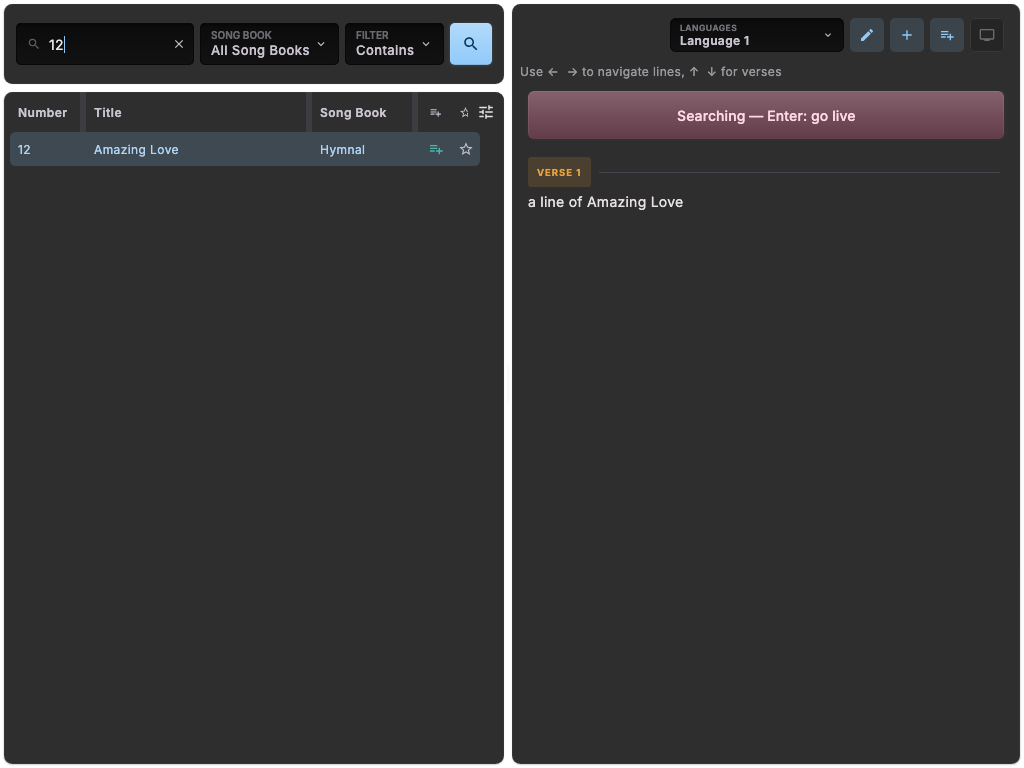 12
SONG BOOK
All Song Books
FILTER
Contains
Number Title Song Book
12 Amazing Love Hymnal
LANGUAGES
Language 1
Use ← → to navigate lines, ↑ ↓ for verses
Searching — Enter: go live
VERSE 1
a line of Amazing Love